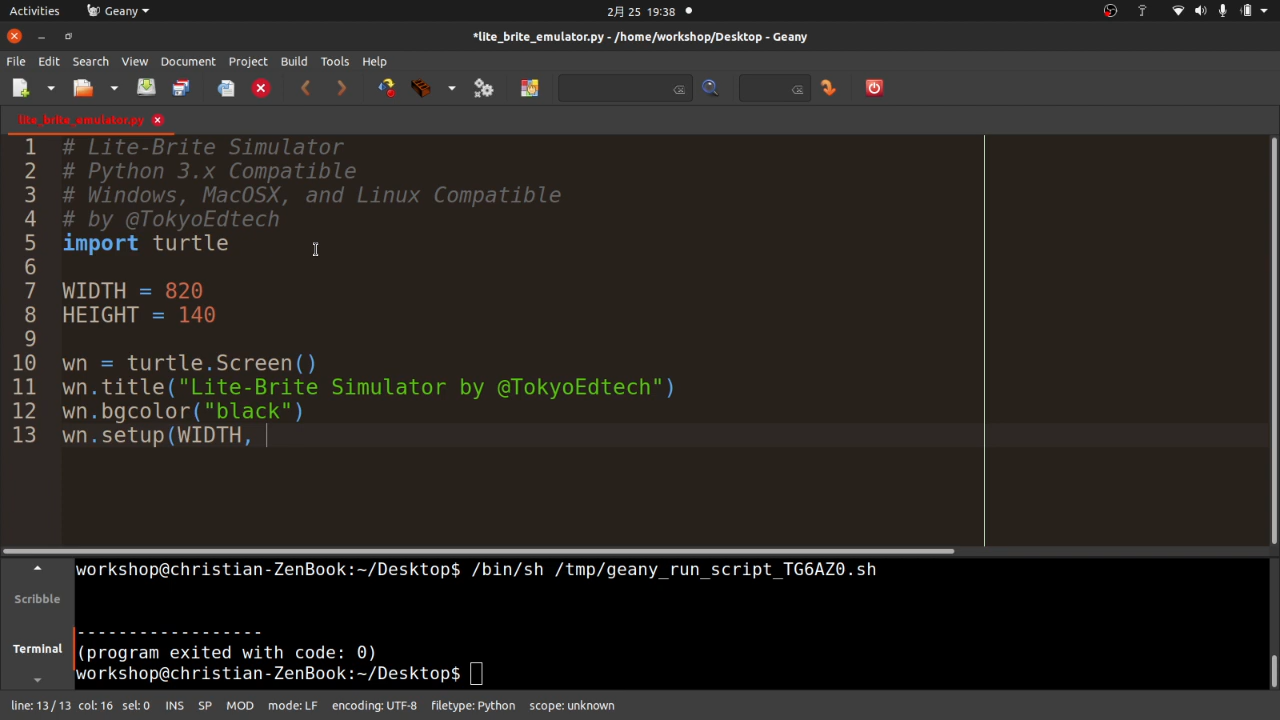 Activities Geany 2月 25 19:38
*lite_brite_emulator.py - /home/workshop/Desktop - Geany
File Edit Search View Document Project Build Tools Help
lite_brite_emulator.py
1 # Lite-Brite Simulator
2 # Python 3.x Compatible
3 # Windows, MacOSX, and Linux Compatible
4 # by @TokyoEdtech
5 import turtle
6
7 WIDTH = 820
8 HEIGHT = 140
9
10 wn = turtle.Screen()
11 wn.title("Lite-Brite Simulator by @TokyoEdtech")
12 wn.bgcolor("black")
13 wn.setup(WIDTH,
workshop@christian-ZenBook:~/Desktop$ /bin/sh /tmp/geany_run_script_TG6AZ0.sh
Scribble
------------------
Terminal
(program exited with code: 0)
workshop@christian-ZenBook:~/Desktop$
line: 13 / 13 col: 16 sel: 0 INS SP MOD mode: LF encoding: UTF-8 filetype: Python scope: unknown